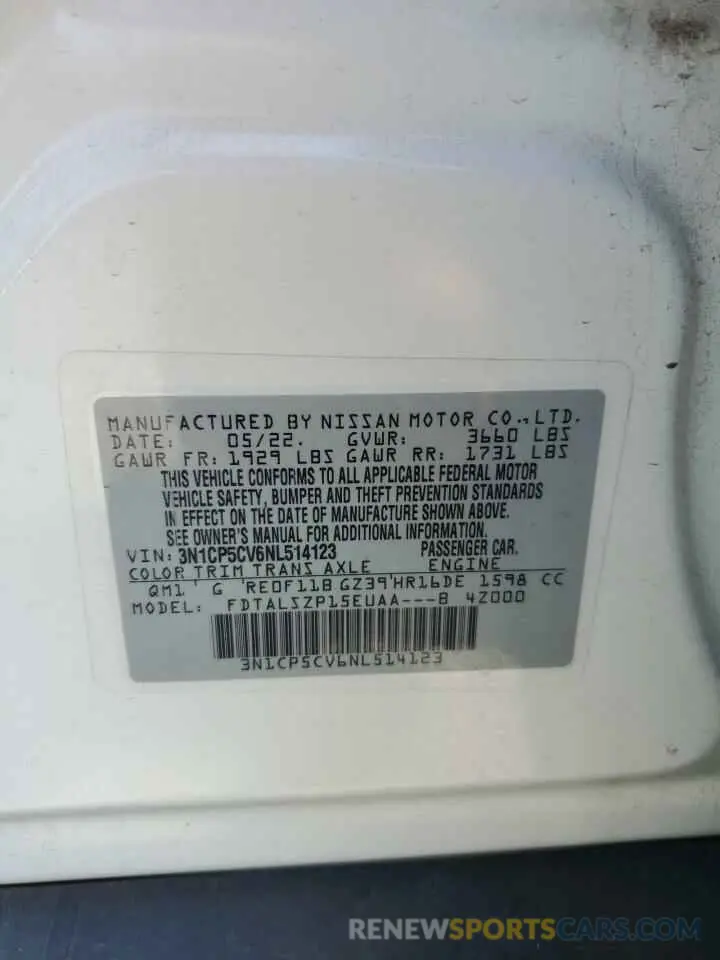 MANUFACTURED BY NISSAN MOTOR CO., LTD.
DATE: 05/22. GVWR: 3660 LBS
GAWR FR: 1929 LBS GAWR RR: 1731 LBS
THIS VEHICLE CONFORMS TO ALL APPLICABLE FEDERAL MOTOR
VEHICLE SAFETY, BUMPER AND THEFT PREVENTION STANDARDS
IN EFFECT ON THE DATE OF MANUFACTURE SHOWN ABOVE.
SEE OWNER'S MANUAL FOR ADDITIONAL INFORMATION.
VIN: 3N1CP5CV6NL514123 PASSENGER CAR.
COLOR TRIM TRANS AXLE ENGINE
QM1 ' G 'RE0F11B GZ39'HR16DE 1598 CC
MODEL: FDTALSZP15EUAA---B 4Z000
3N1CP5CV6NL514123
RENEWSPORTSCARS.COM